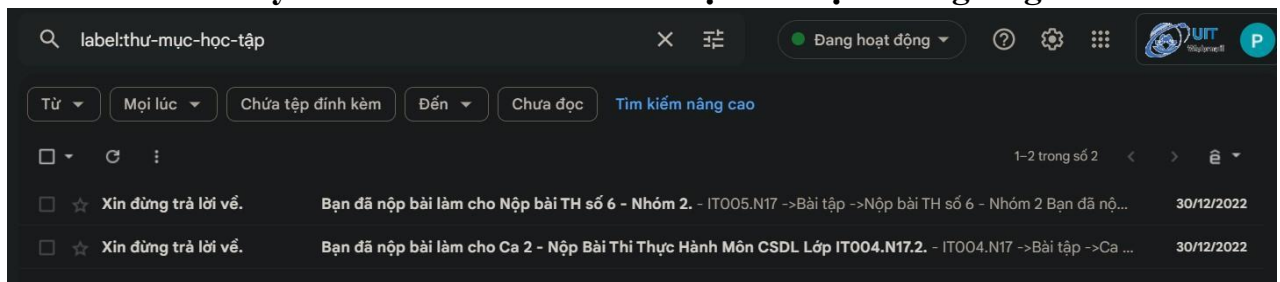 label:thư-mục-học-tập
Đang hoạt động
UIT
P
Từ
Mọi lúc
Chứa tệp đính kèm
Đến
Chưa đọc
Tìm kiếm nâng cao
1–2 trong số 2
Xin đừng trả lời về. Bạn đã nộp bài làm cho Nộp bài TH số 6 - Nhóm 2. - IT005.N17 ->Bài tập ->Nộp bài TH số 6 - Nhóm 2 Bạn đã nộ... 30/12/2022
Xin đừng trả lời về. Bạn đã nộp bài làm cho Ca 2 - Nộp Bài Thi Thực Hành Môn CSDL Lớp IT004.N17.2. - IT004.N17 ->Bài tập ->Ca ... 30/12/2022